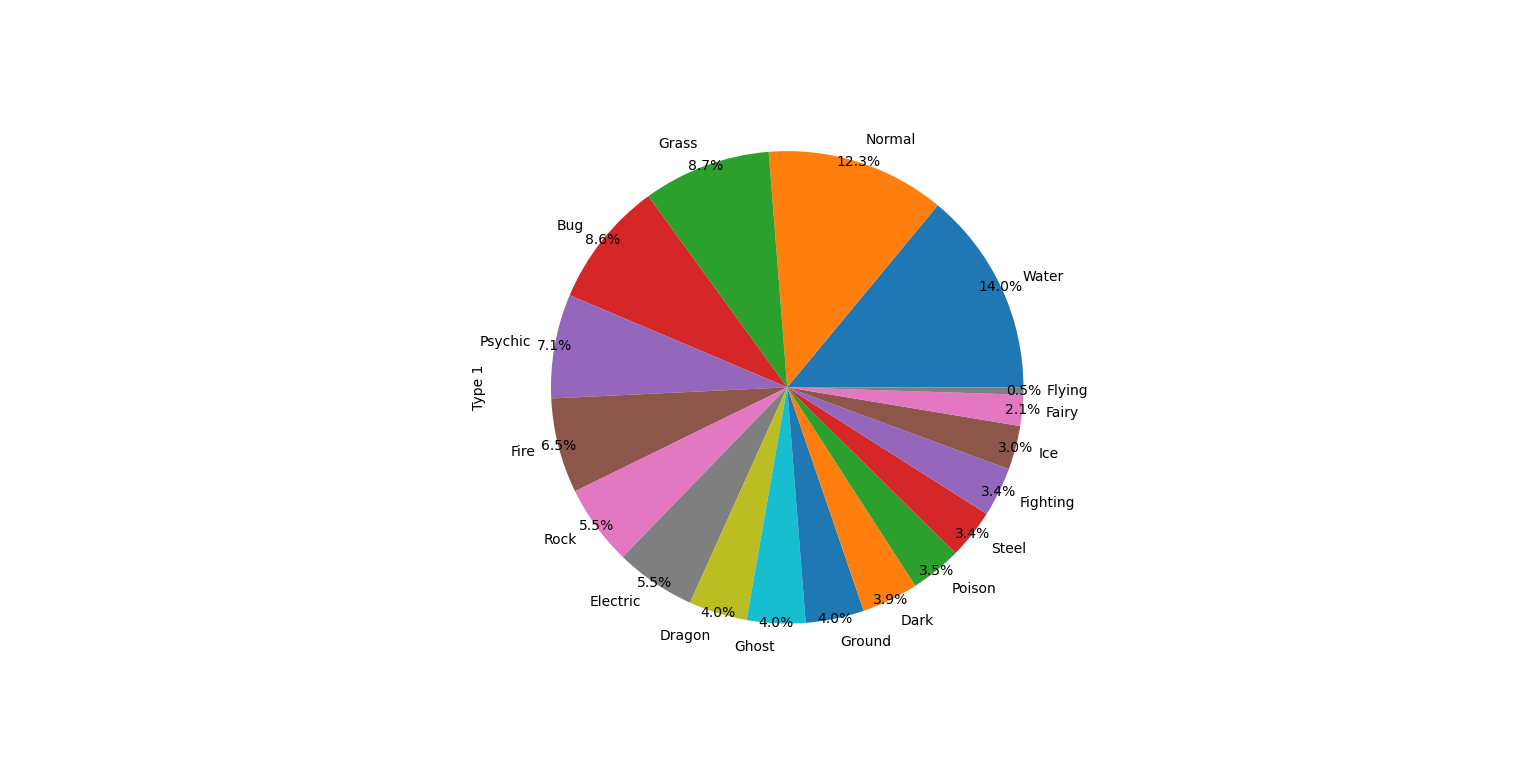 Normal
12.3%
Grass
8.7%
Bug
8.6%
Water
14.0%
Psychic
7.1%
Type 1
0.5%
Flying
2.1%
Fairy
Fire
6.5%
3.0%
Ice
3.4%
Fighting
Rock
5.5%
3.4%
Steel
Electric
5.5%
3.5%
Poison
Dragon
4.0%
Ghost
4.0%
4.0%
Ground
3.9%
Dark